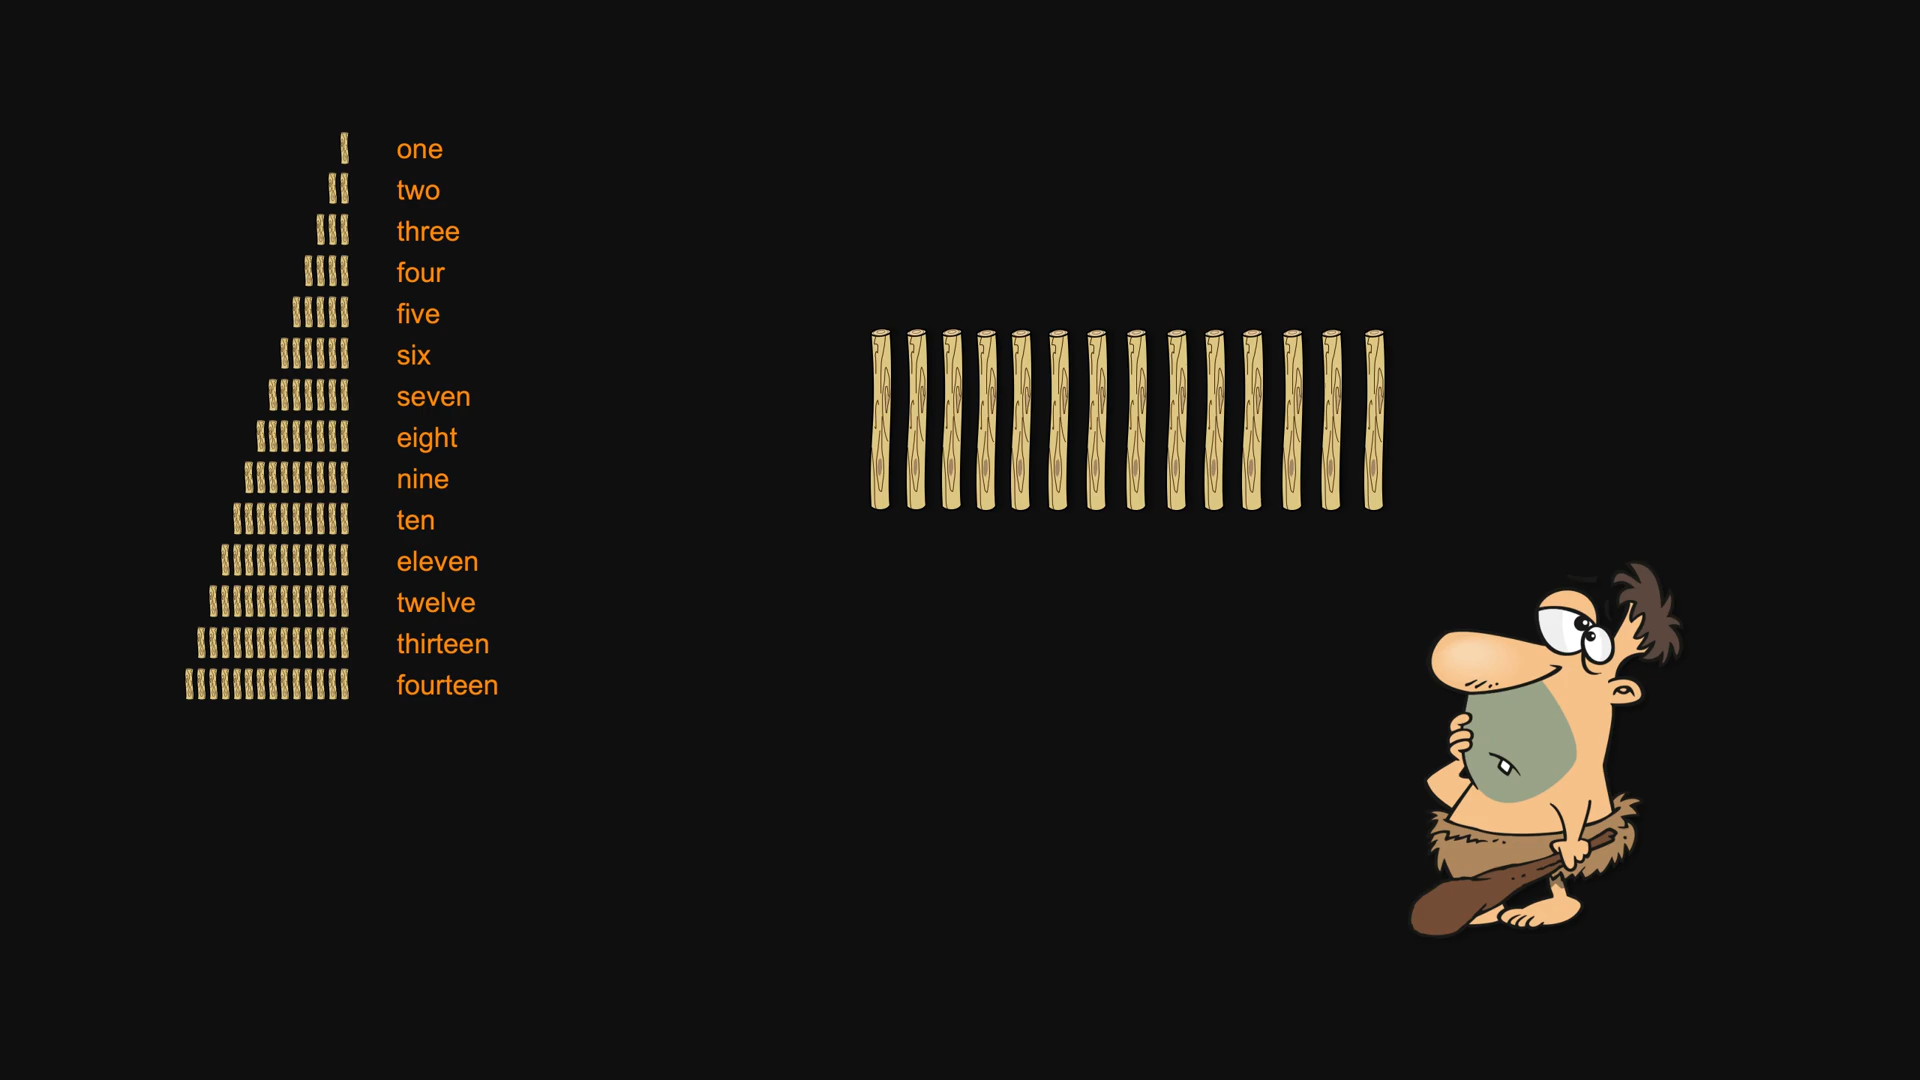 one
two
three
four
five
six
seven
eight
nine
ten
eleven
twelve
thirteen
fourteen